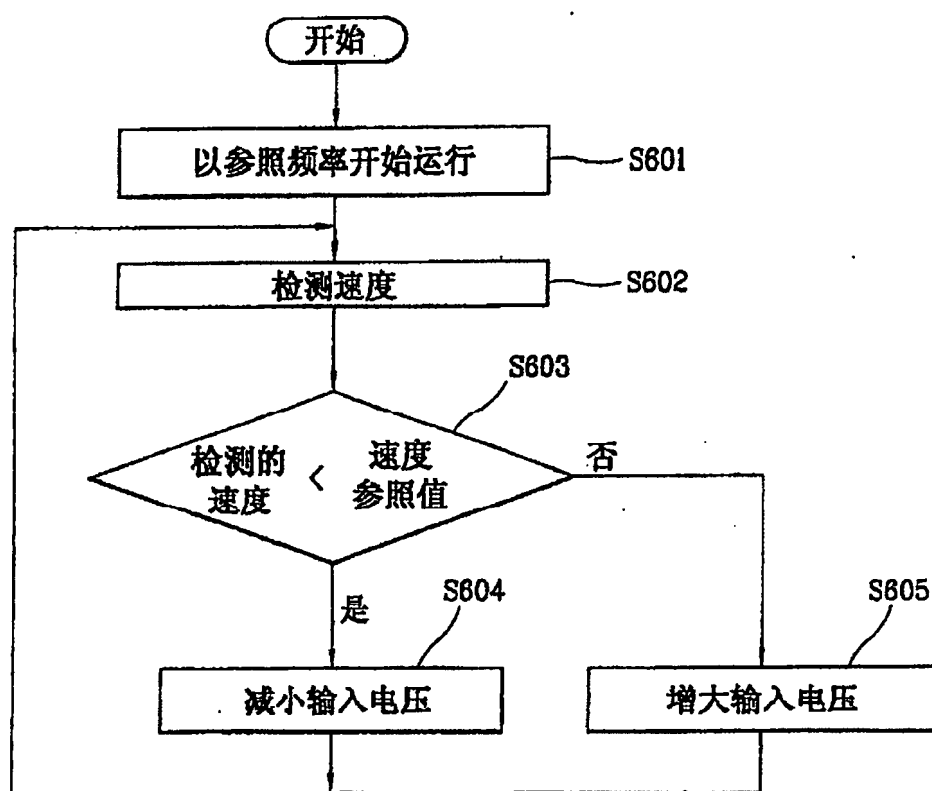 开始
以参照频率开始运行
S601
检测速度
S602
S603
检测的
速度
<
速度
参照值
否
是
S604
S605
减小输入电压
增大输入电压